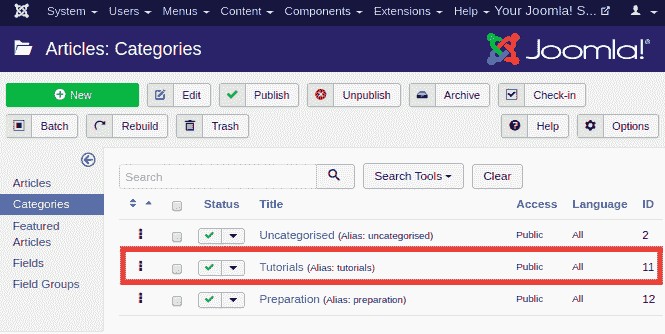 System Users Menus Content Components Extensions Help Your Joomla! S...
Articles: Categories
Joomla!
New Edit Publish Unpublish Archive Check-in
Batch Rebuild Trash Help Options
Search Search Tools Clear
Articles
Categories
Featured
Articles
Fields
Field Groups
Status Title Access Language ID
Uncategorised (Alias: uncategorised) Public All 2
Tutorials (Alias: tutorials) Public All 11
Preparation (Alias: preparation) Public All 12